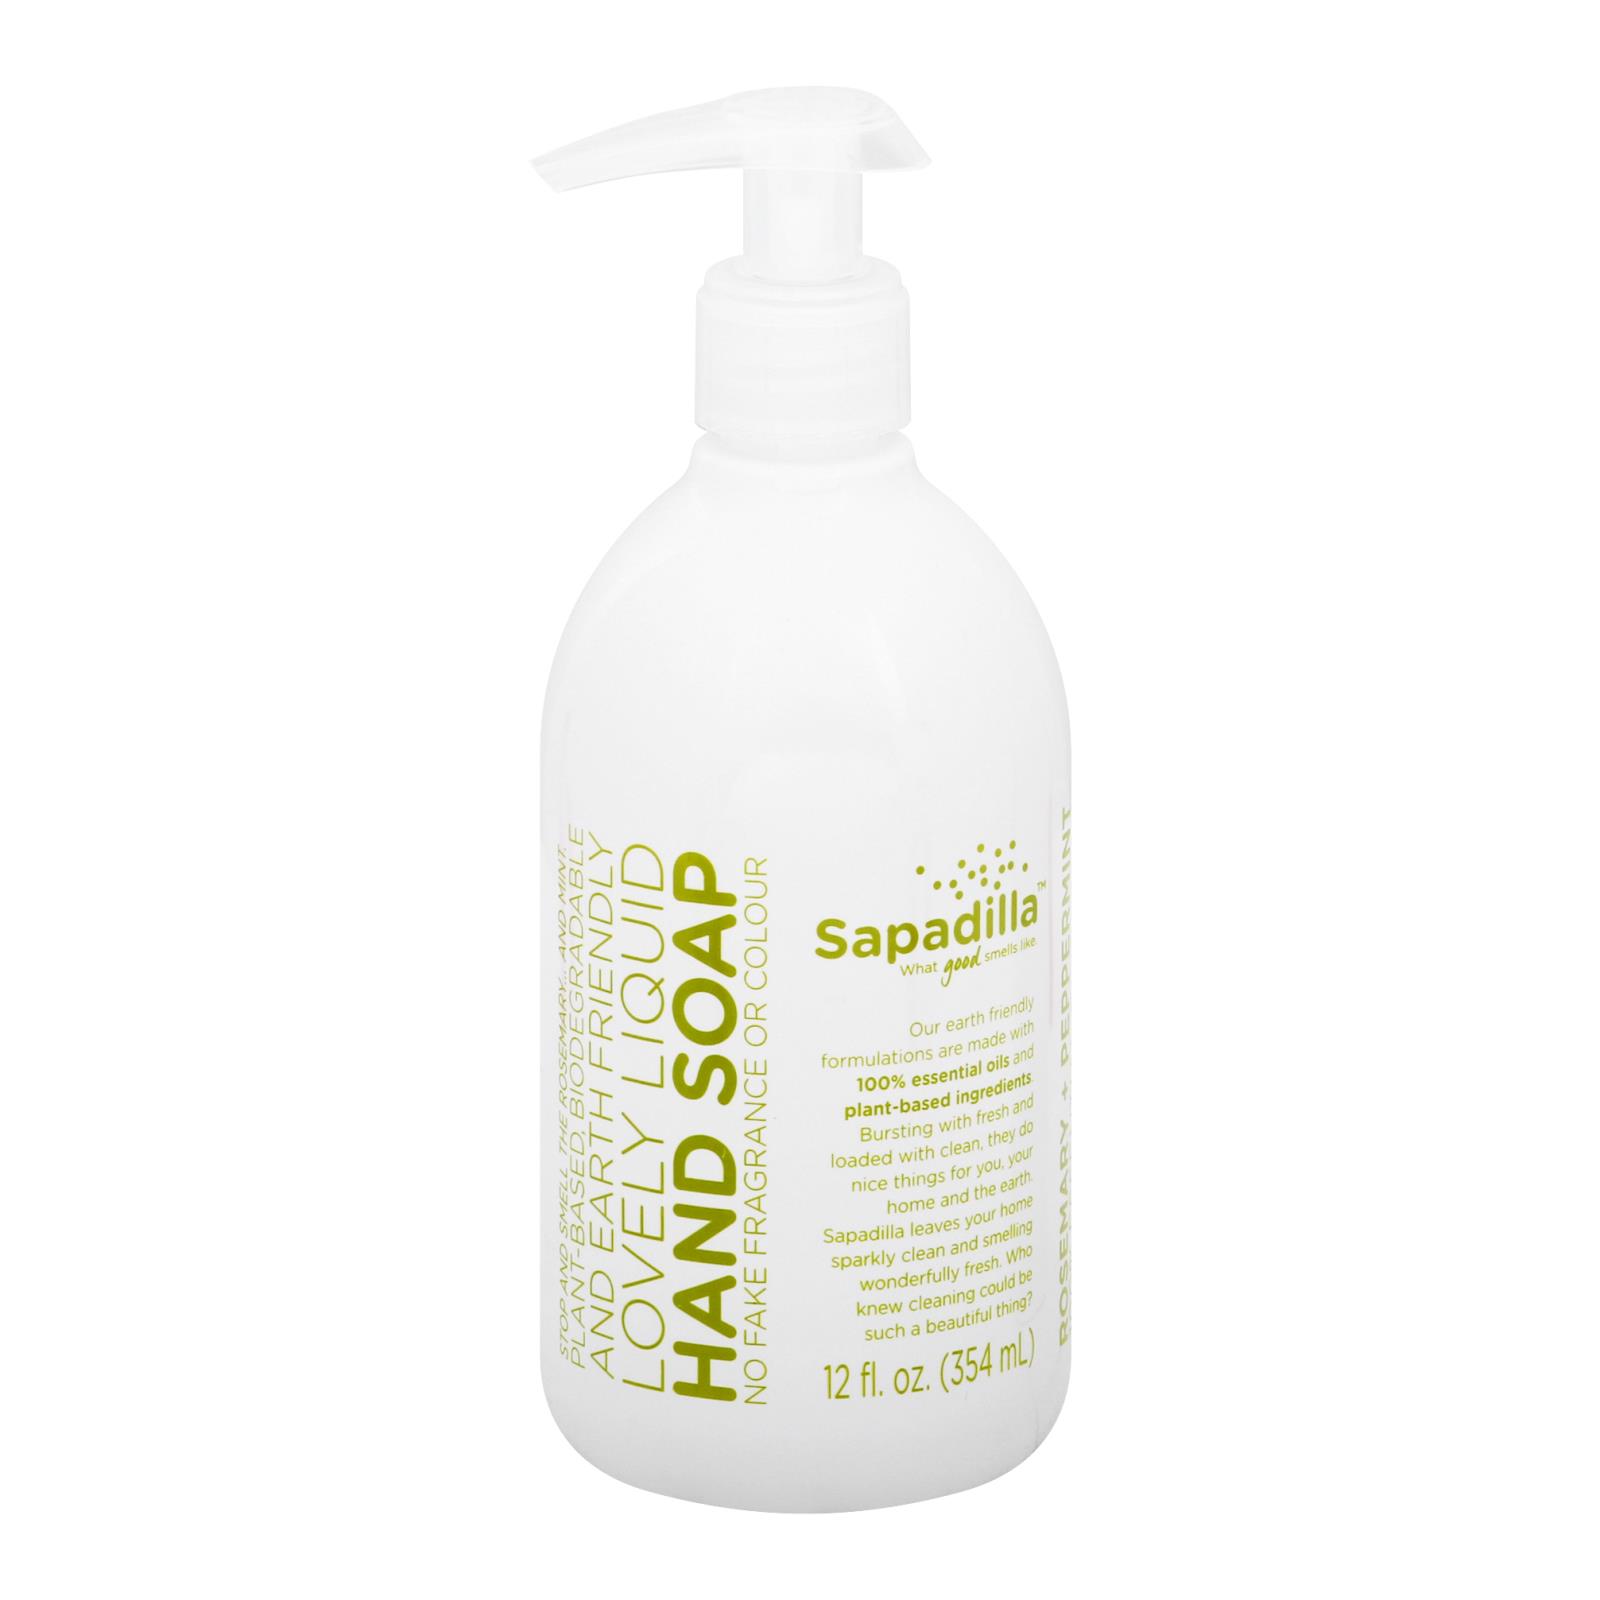 STOP AND SMELL THE ROSEMARY... AND MINT.
PLANT-BASED, BIODEGRADABLE
AND EARTH FRIENDLY
LOVELY LIQUID
HAND SOAP
NO FAKE FRAGRANCE OR COLOUR
Sapadilla™
What good smells like.
Our earth friendly
formulations are made with
100% essential oils and
plant-based ingredients.
Bursting with fresh and
loaded with clean, they do
nice things for you, your
home and the earth.
Sapadilla leaves your home
sparkly clean and smelling
wonderfully fresh. Who
knew cleaning could be
such a beautiful thing?
12 fl. oz. (354 mL)
ROSEMARY + PEPPERMINT